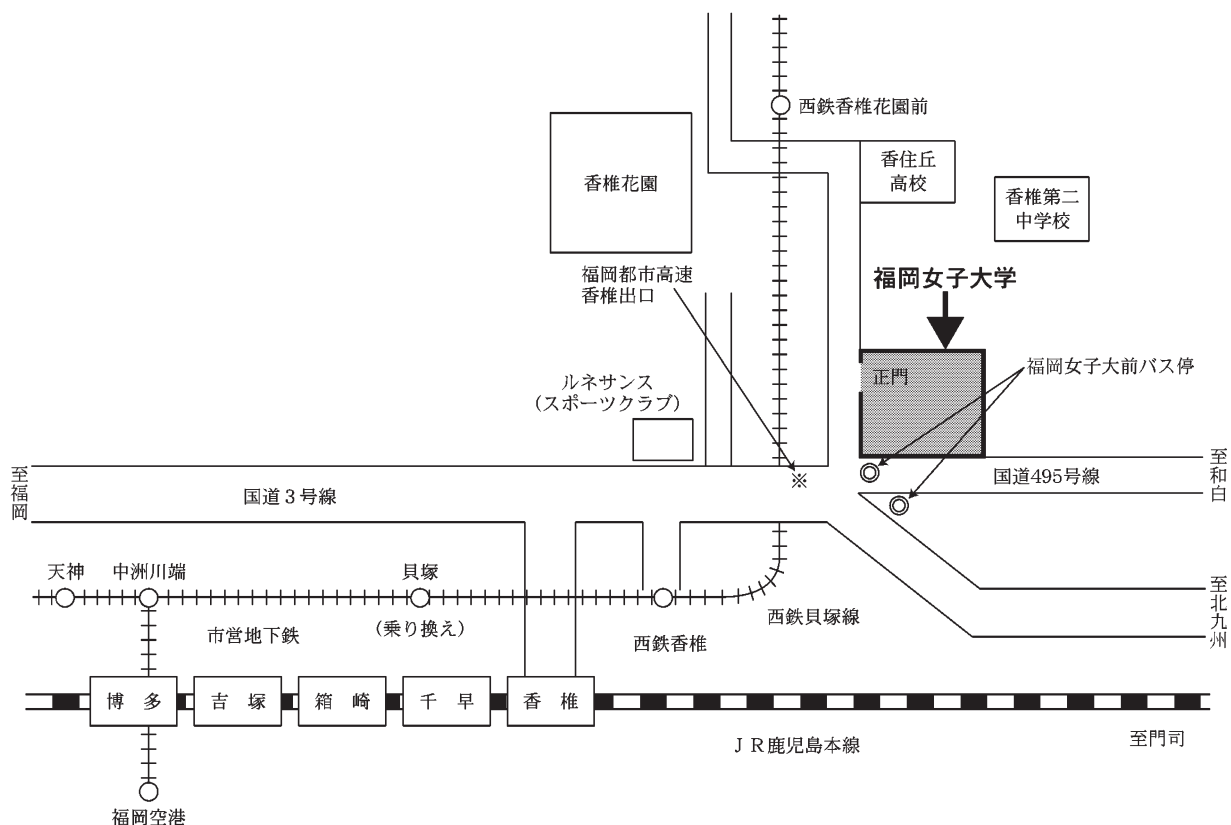 西鉄香椎花園前
香住丘
高校
香椎花園
香椎第二
中学校
福岡都市高速
香椎出口
福岡女子大学
正門
福岡女子大前バス停
ルネサンス
(スポーツクラブ)
至福岡
国道3号線
※
国道495号線
至和白
天神
中洲川端
貝塚
(乗り換え)
市営地下鉄
西鉄香椎
西鉄貝塚線
至北九州
博多
吉塚
箱崎
千早
香椎
JR鹿児島本線
至門司
福岡空港